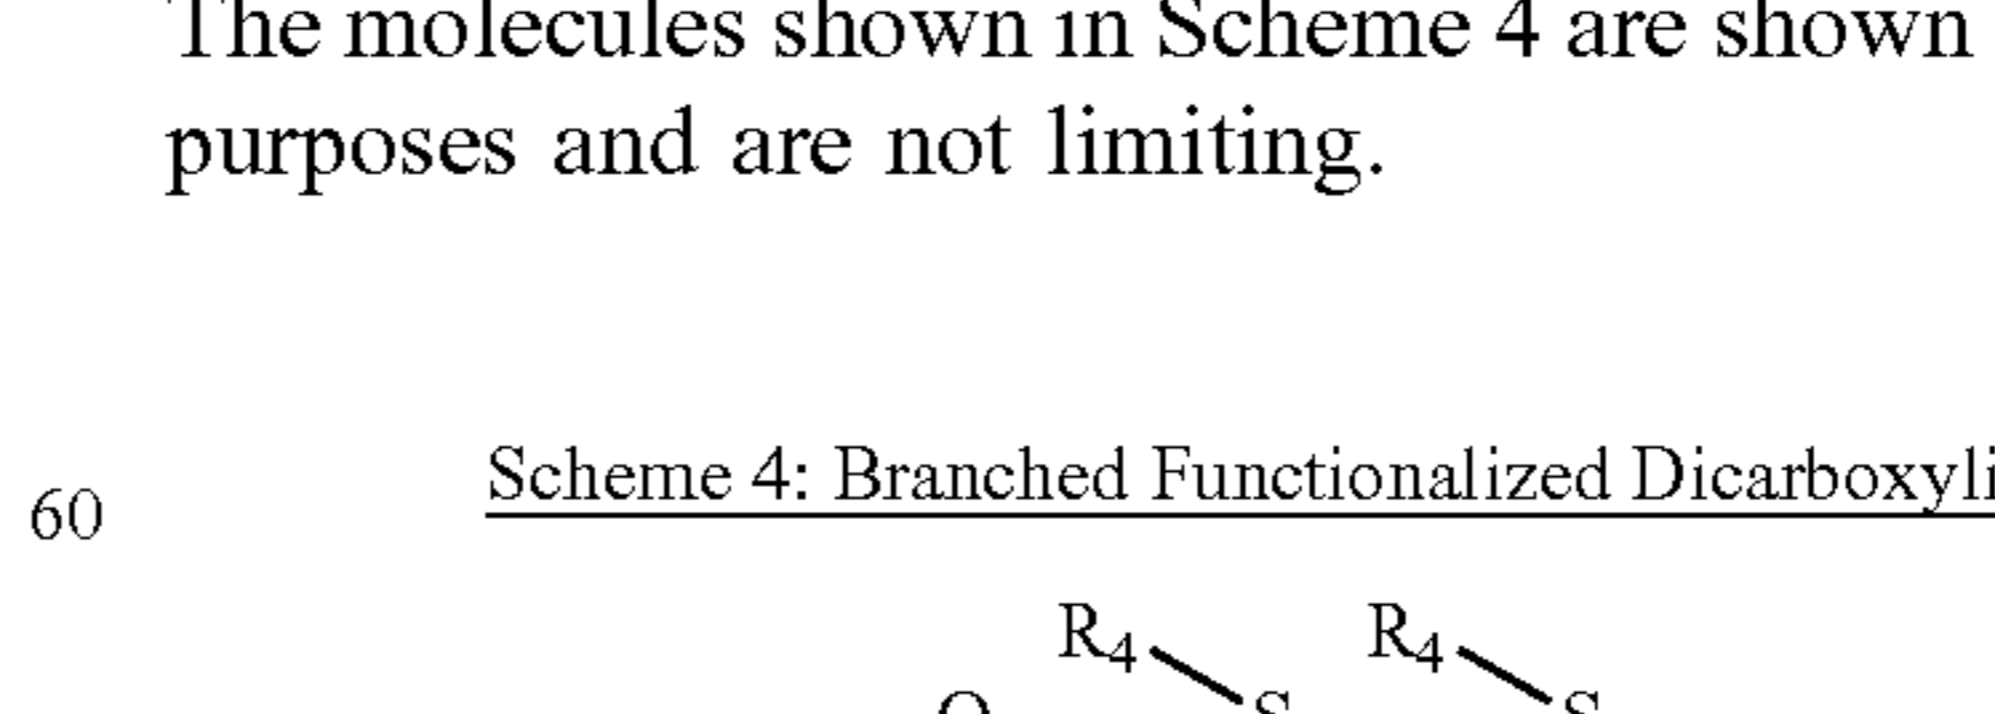 The molecules shown in Scheme 4 are shown
purposes and are not limiting.
Scheme 4: Branched Functionalized Dicarboxyli
60
R4 R4
O S S